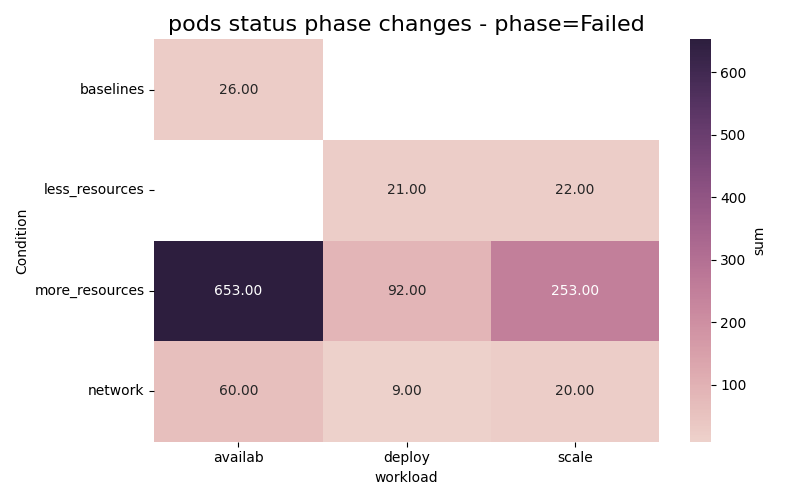 pods status phase changes - phase=Failed
Condition
baselines
26.00
less_resources
21.00
22.00
more_resources
653.00
92.00
253.00
network
60.00
9.00
20.00
availab
deploy
scale
workload
600
500
400
300
200
100
sum